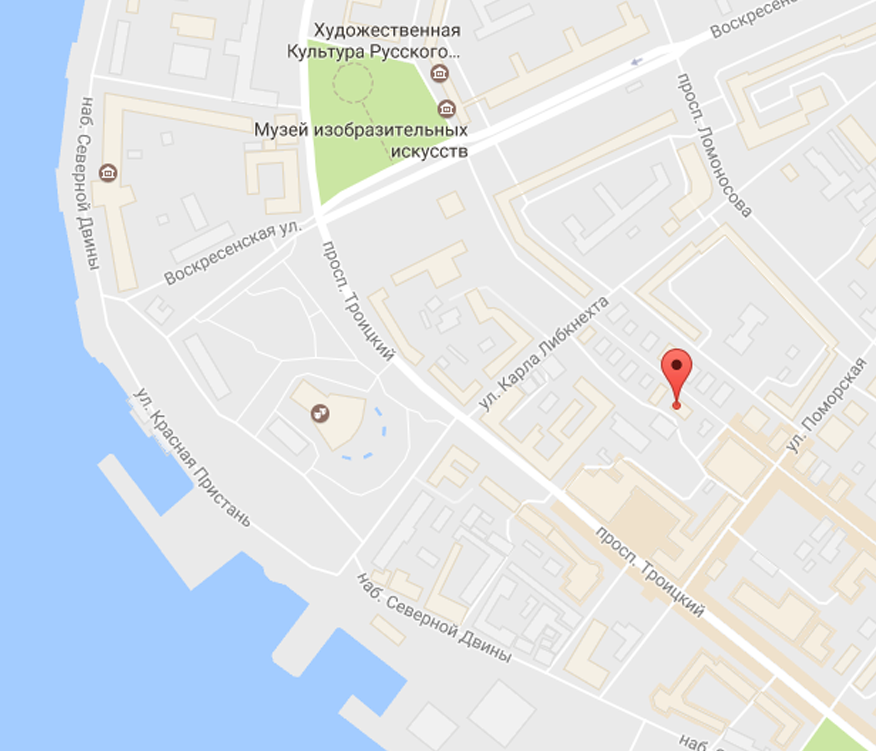 Художественная
Культура Русского...
Воскресенс
просп. Ломоносова
наб. Северной Двины
Музей изобразительных
искусств
Воскресенская ул.
просп. Троицкий
ул. Карла Либкнехта
ул. Поморская
ул. Красная Пристань
просп. Троицкий
наб. Северной Двины
наб.